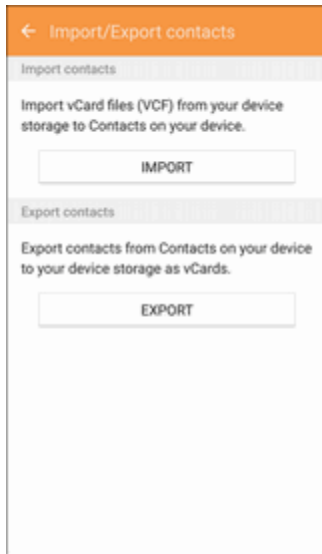 Import/Export contacts
Import contacts
Import vCard files (VCF) from your device
storage to Contacts on your device.
IMPORT
Export contacts
Export contacts from Contacts on your device
to your device storage as vCards.
EXPORT